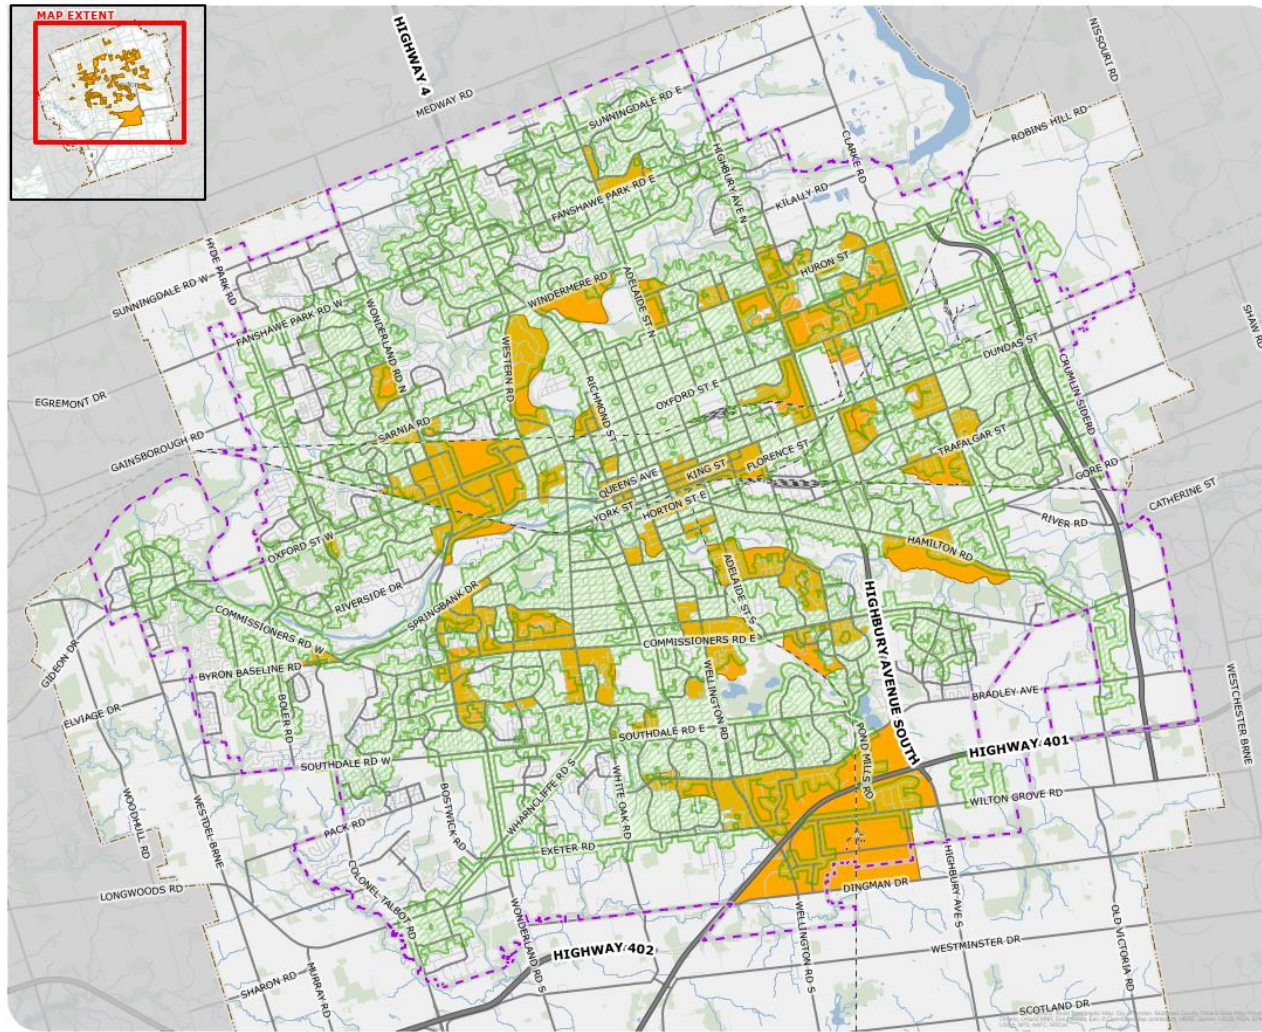 MAP EXTENT
HIGHWAY 4
MEDWAY RD
SUNNINGDALE RD E
NISSOURI RD
ROBINS HILL RD
CLARKE RD
HIGHBURY AVE N
KILALLY RD
FANSHAWE PARK RD E
HYDE PARK RD
SUNNINGDALE RD W
HURON ST
WINDERMERE RD
ADELAIDE ST N
WONDERLAND RD N
FANSHAWE PARK RD W
WESTERN RD
SHAW RD
DUNDAS ST
CRUMLIN SIDERD
RICHMOND ST
OXFORD ST E
EGREMONT DR
GAINSBOROUGH RD
SARNIA RD
TRAFALGAR ST
FLORENCE ST
KING ST
QUEENS AVE
GORE RD
CATHERINE ST
HORTON ST E
YORK ST
RIVER RD
HAMILTON RD
OXFORD ST W
ADELAIDE ST S
RIVERSIDE DR
SPRINGBANK DR
HIGHBURY AVENUE SOUTH
COMMISSIONERS RD W
COMMISSIONERS RD E
GIDEON DR
BYRON BASELINE RD
WELLINGTON RD
BRADLEY AVE
WESTCHESTER BRNE
BOLER RD
ELVIAGE DR
SOUTHDALE RD E
POND MILLS RD
HIGHWAY 401
SOUTHDALE RD W
WHARNCLIFFE RD S
WHITE OAK RD
WILTON GROVE RD
WOODHULL RD
WESTDEL BRNE
BOSTWICK RD
PACK RD
EXETER RD
HIGHBURY AVE S
COLONEL TALBOT RD
LONGWOODS RD
DINGMAN DR
WONDERLAND RD S
WELLINGTON RD S
OLD VICTORIA RD
HIGHWAY 402
WESTMINSTER DR
SHARON RD
MURRAY RD
SCOTLAND DR